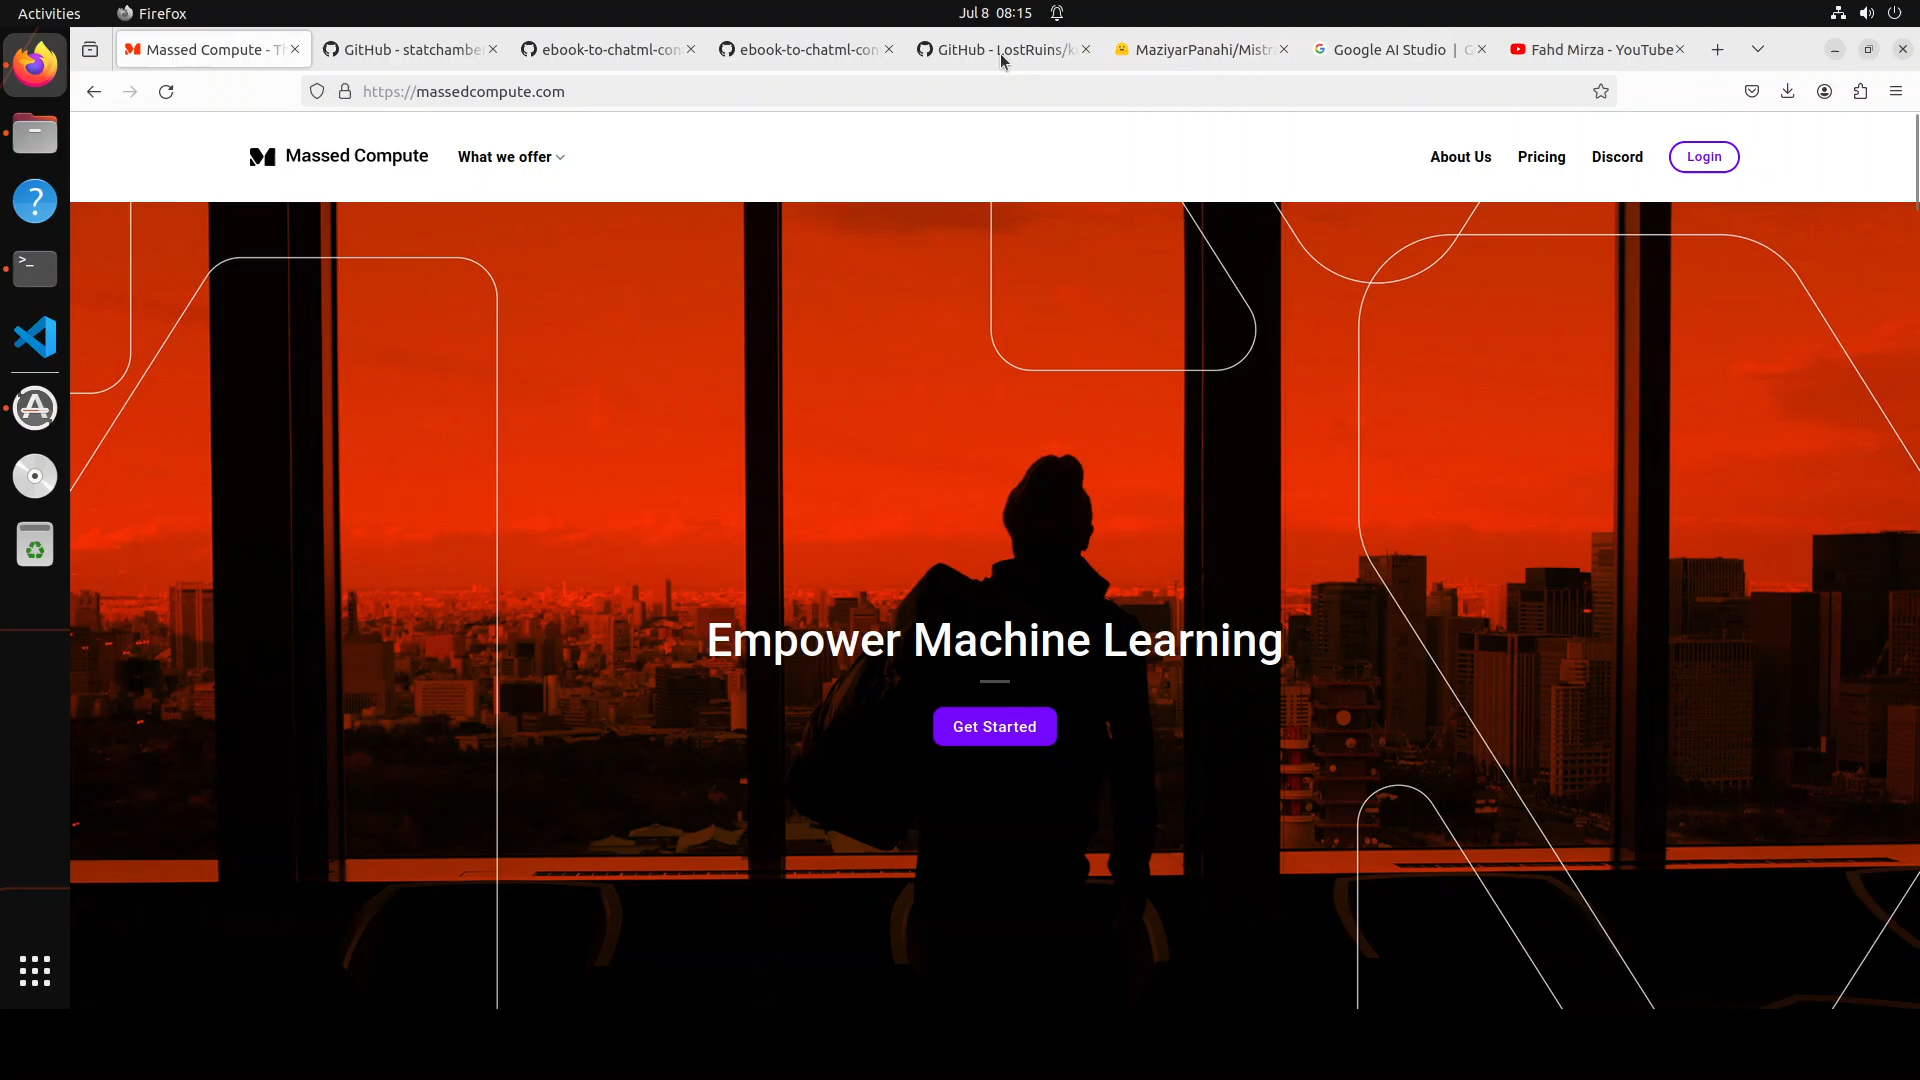 Activities
Firefox
Jul 8 08:15
Massed Compute - Th
GitHub - statchambe
ebook-to-chatml-con
ebook-to-chatml-con
GitHub - LostRuins/k
MaziyarPanahi/Mistra
Google AI Studio | G
Fahd Mirza - YouTube
https://massedcompute.com
Massed Compute
What we offer
About Us
Pricing
Discord
Login
Empower Machine Learning
Get Started